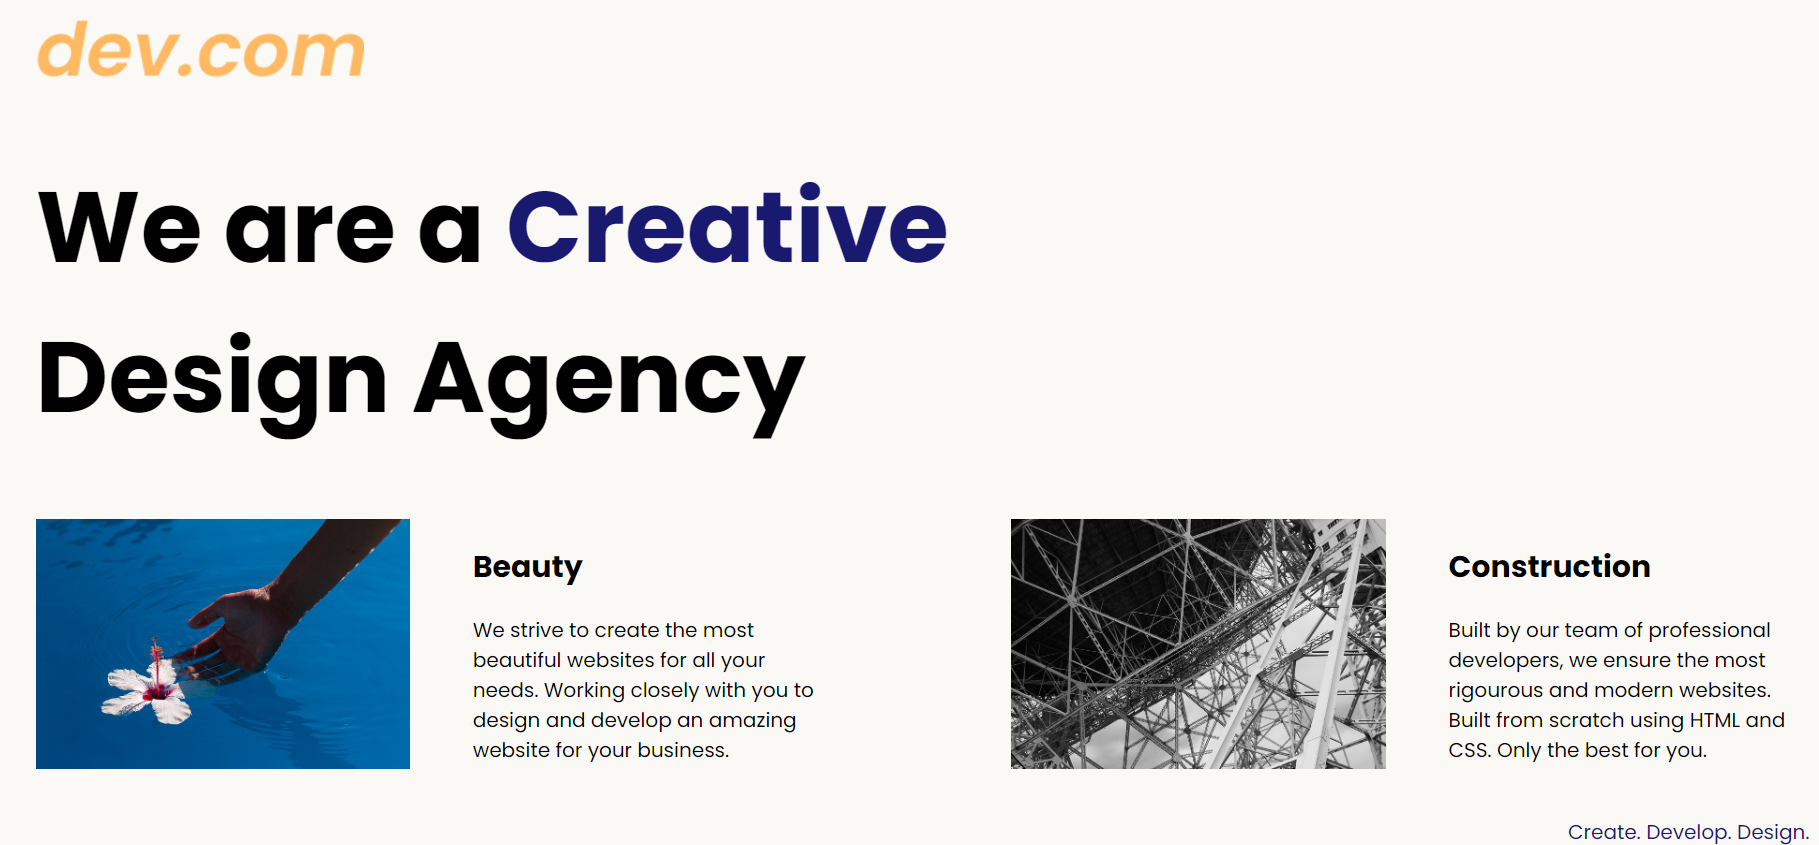 dev.com
We are a Creative
Design Agency
Beauty
We strive to create the most
beautiful websites for all your
needs. Working closely with you to
design and develop an amazing
website for your business.
Construction
Built by our team of professional
developers, we ensure the most
rigourous and modern websites.
Built from scratch using HTML and
CSS. Only the best for you.
Create. Develop. Design.